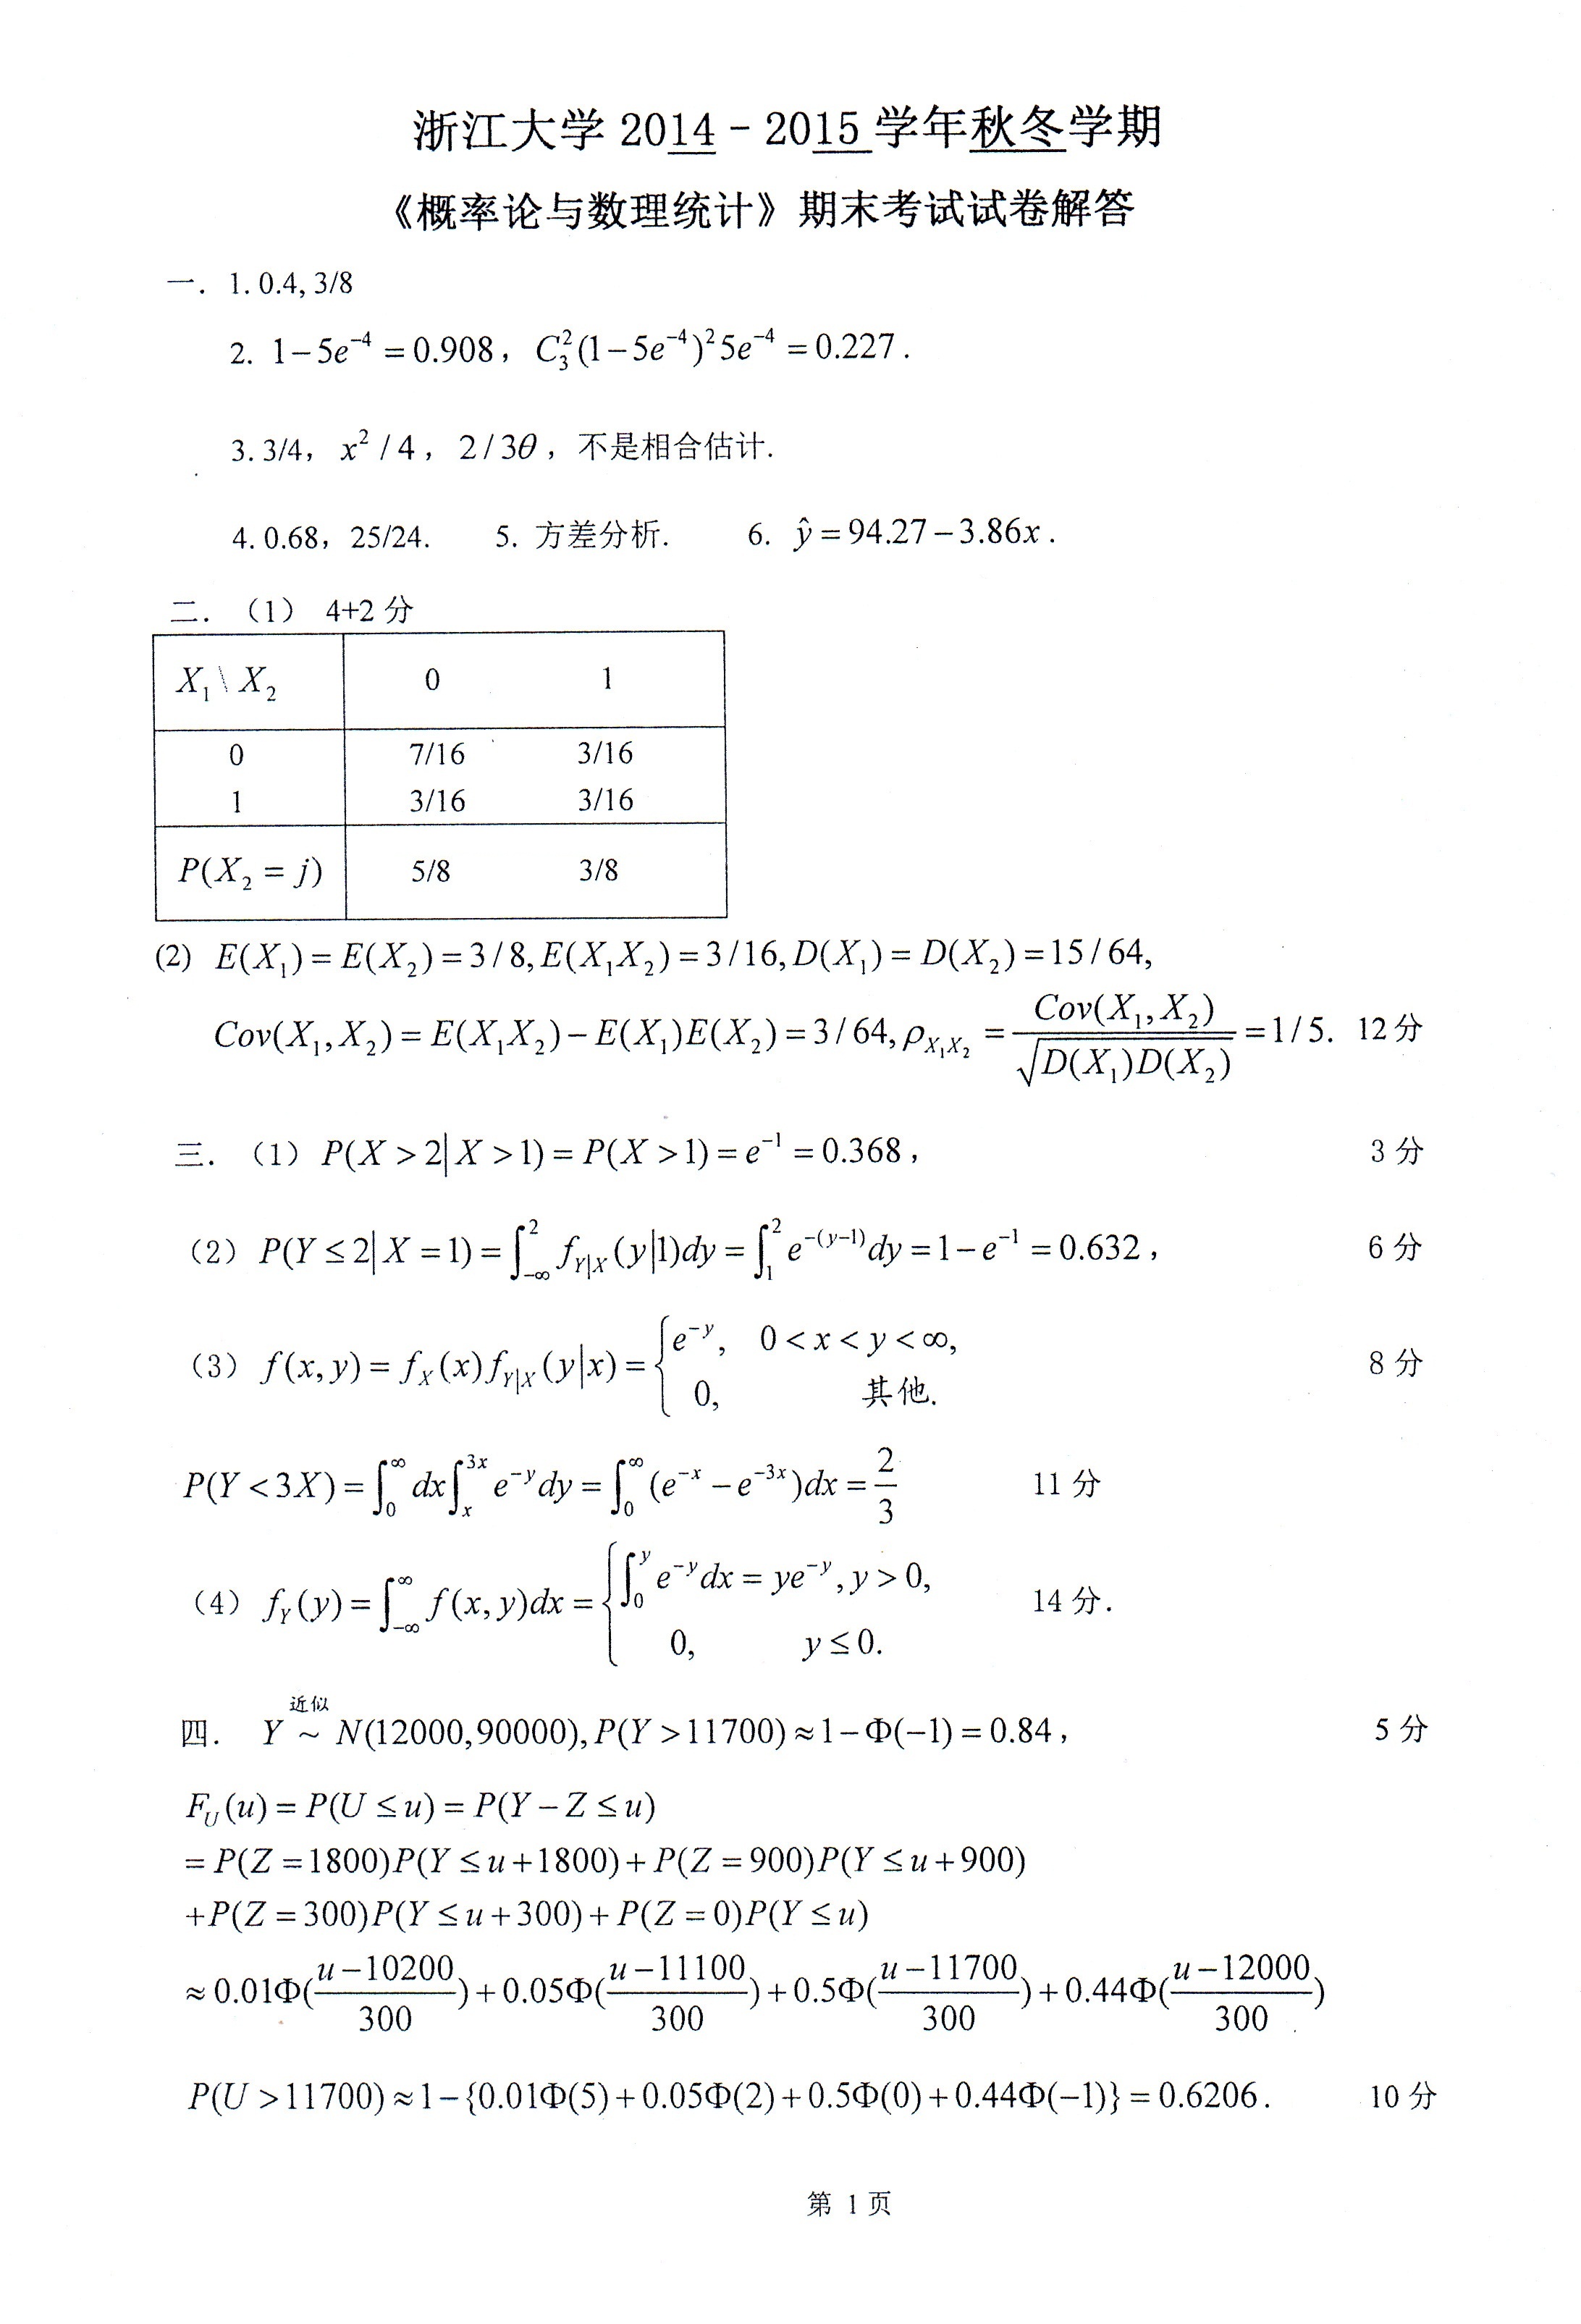 浙江大学 2014－2015 学年秋冬学期
《概率论与数理统计》期末考试试卷解答
一．1. 0.4, 3/8
2. $1-5e^{-4}=0.908$，$C_3^2(1-5e^{-4})^2 5e^{-4}=0.227$．
3. 3/4，$x^2/4$，$2/3\theta$，不是相合估计．
4. 0.68，25/24． 5. 方差分析． 6. $\hat{y}=94.27-3.86x$．
二．（1） 4+2 分
$X_1 \backslash X_2$ 0 1
0 7/16 3/16
1 3/16 3/16
$P(X_2=j)$ 5/8 3/8
(2) $E(X_1)=E(X_2)=3/8, E(X_1X_2)=3/16, D(X_1)=D(X_2)=15/64,$
$Cov(X_1,X_2)=E(X_1X_2)-E(X_1)E(X_2)=3/64, \rho_{X_1X_2}=\frac{Cov(X_1,X_2)}{\sqrt{D(X_1)D(X_2)}}=1/5.$ 12 分
三．（1）$P(X>2|X>1)=P(X>1)=e^{-1}=0.368$， 3 分
（2）$P(Y\le 2|X=1)=\int_{-\infty}^{2}f_{Y|X}(y|1)dy=\int_1^2 e^{-(y-1)}dy=1-e^{-1}=0.632$， 6 分
（3）$f(x,y)=f_X(x)f_{Y|X}(y|x)=\begin{cases}e^{-y}, & 0<x<y<\infty,\\ 0, & 其他.\end{cases}$ 8 分
$P(Y<3X)=\int_0^{\infty}dx\int_x^{3x}e^{-y}dy=\int_0^{\infty}(e^{-x}-e^{-3x})dx=\frac{2}{3}$ 11 分
（4）$f_Y(y)=\int_{-\infty}^{\infty}f(x,y)dx=\begin{cases}\int_0^y e^{-y}dx=ye^{-y}, y>0,\\ 0, & y\le 0.\end{cases}$ 14 分．
四． $Y \overset{近似}{\sim} N(12000,90000), P(Y>11700)\approx 1-\Phi(-1)=0.84$， 5 分
$F_U(u)=P(U\le u)=P(Y-Z\le u)$
$=P(Z=1800)P(Y\le u+1800)+P(Z=900)P(Y\le u+900)$
$+P(Z=300)P(Y\le u+300)+P(Z=0)P(Y\le u)$
$\approx 0.01\Phi(\frac{u-10200}{300})+0.05\Phi(\frac{u-11100}{300})+0.5\Phi(\frac{u-11700}{300})+0.44\Phi(\frac{u-12000}{300})$
$P(U>11700)\approx 1-\{0.01\Phi(5)+0.05\Phi(2)+0.5\Phi(0)+0.44\Phi(-1)\}=0.6206$． 10 分
第 1 页